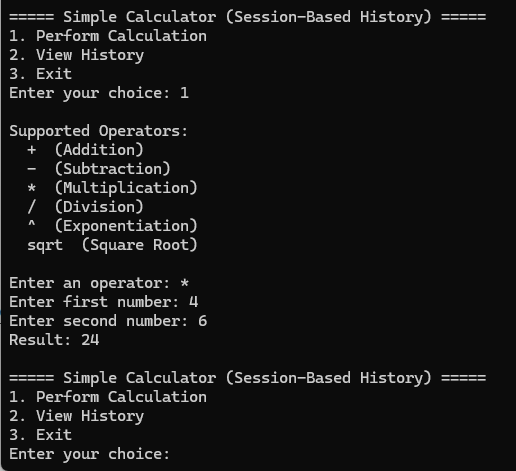 ===== Simple Calculator (Session-Based History) =====
1. Perform Calculation
2. View History
3. Exit
Enter your choice: 1

Supported Operators:
  +  (Addition)
  -  (Subtraction)
  *  (Multiplication)
  /  (Division)
  ^  (Exponentiation)
  sqrt  (Square Root)

Enter an operator: *
Enter first number: 4
Enter second number: 6
Result: 24

===== Simple Calculator (Session-Based History) =====
1. Perform Calculation
2. View History
3. Exit
Enter your choice: